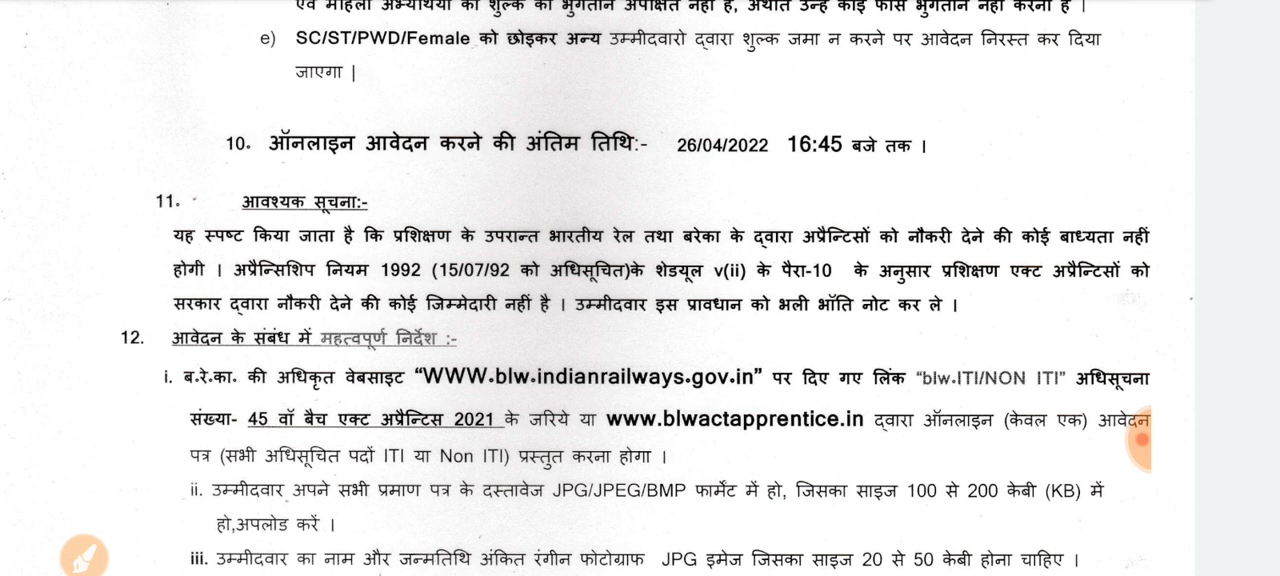 एवं महिला अभ्यर्थियों को शुल्क का भुगतान अपेक्षित नहीं है, अर्थात उन्हें कोई फीस भुगतान नहीं करना है |
e) SC/ST/PWD/Female को छोड़कर अन्य उम्मीदवारो द्वारा शुल्क जमा न करने पर आवेदन निरस्त कर दिया
जाएगा |
10. ऑनलाइन आवेदन करने की अंतिम तिथि:- 26/04/2022 16:45 बजे तक |
11. आवश्यक सूचना:-
यह स्पष्ट किया जाता है कि प्रशिक्षण के उपरान्त भारतीय रेल तथा बरेका के द्वारा अप्रैन्टिसों को नौकरी देने की कोई बाध्यता नहीं
होगी | अप्रैन्सिशिप नियम 1992 (15/07/92 को अधिसूचित)के शेडयूल v(ii) के पैरा-10 के अनुसार प्रशिक्षण एक्ट अप्रैन्टिसों को
सरकार द्वारा नौकरी देने की कोई जिम्मेदारी नहीं है | उम्मीदवार इस प्रावधान को भली भॉति नोट कर ले |
12. आवेदन के संबंध में महत्वपूर्ण निर्देश :-
i. ब.रे.का. की अधिकृत वेबसाइट “WWW.blw.indianrailways.gov.in” पर दिए गए लिंक “blw.ITI/NON ITI” अधिसूचना
संख्या- 45 वॉ बैच एक्ट अप्रैन्टिस 2021 के जरिये या www.blwactapprentice.in द्वारा ऑनलाइन (केवल एक) आवेदन
पत्र (सभी अधिसूचित पदों ITI या Non ITI) प्रस्तुत करना होगा |
ii. उम्मीदवार अपने सभी प्रमाण पत्र के दस्तावेज JPG/JPEG/BMP फार्मेट में हो, जिसका साइज 100 से 200 केबी (KB) में
हो,अपलोड करें |
iii. उम्मीदवार का नाम और जन्मतिथि अंकित रंगीन फोटोग्राफ JPG इमेज जिसका साइज 20 से 50 केबी होना चाहिए |